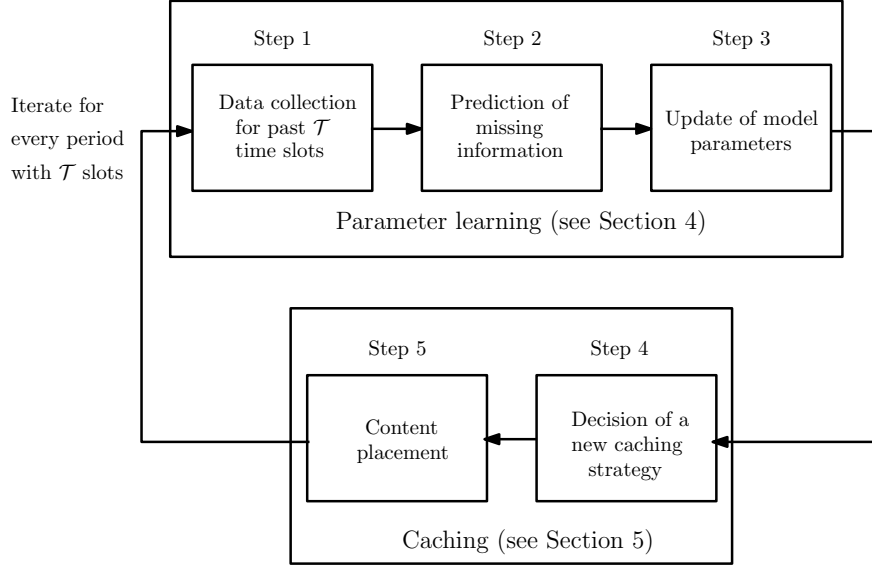 Step 1
Step 2
Step 3
Iterate for
every period
with 𝒯 slots
Data collection
for past 𝒯
time slots
Prediction of
missing
information
Update of model
parameters
Parameter learning (see Section 4)
Step 5
Step 4
Content
placement
Decision of a
new caching
strategy
Caching (see Section 5)